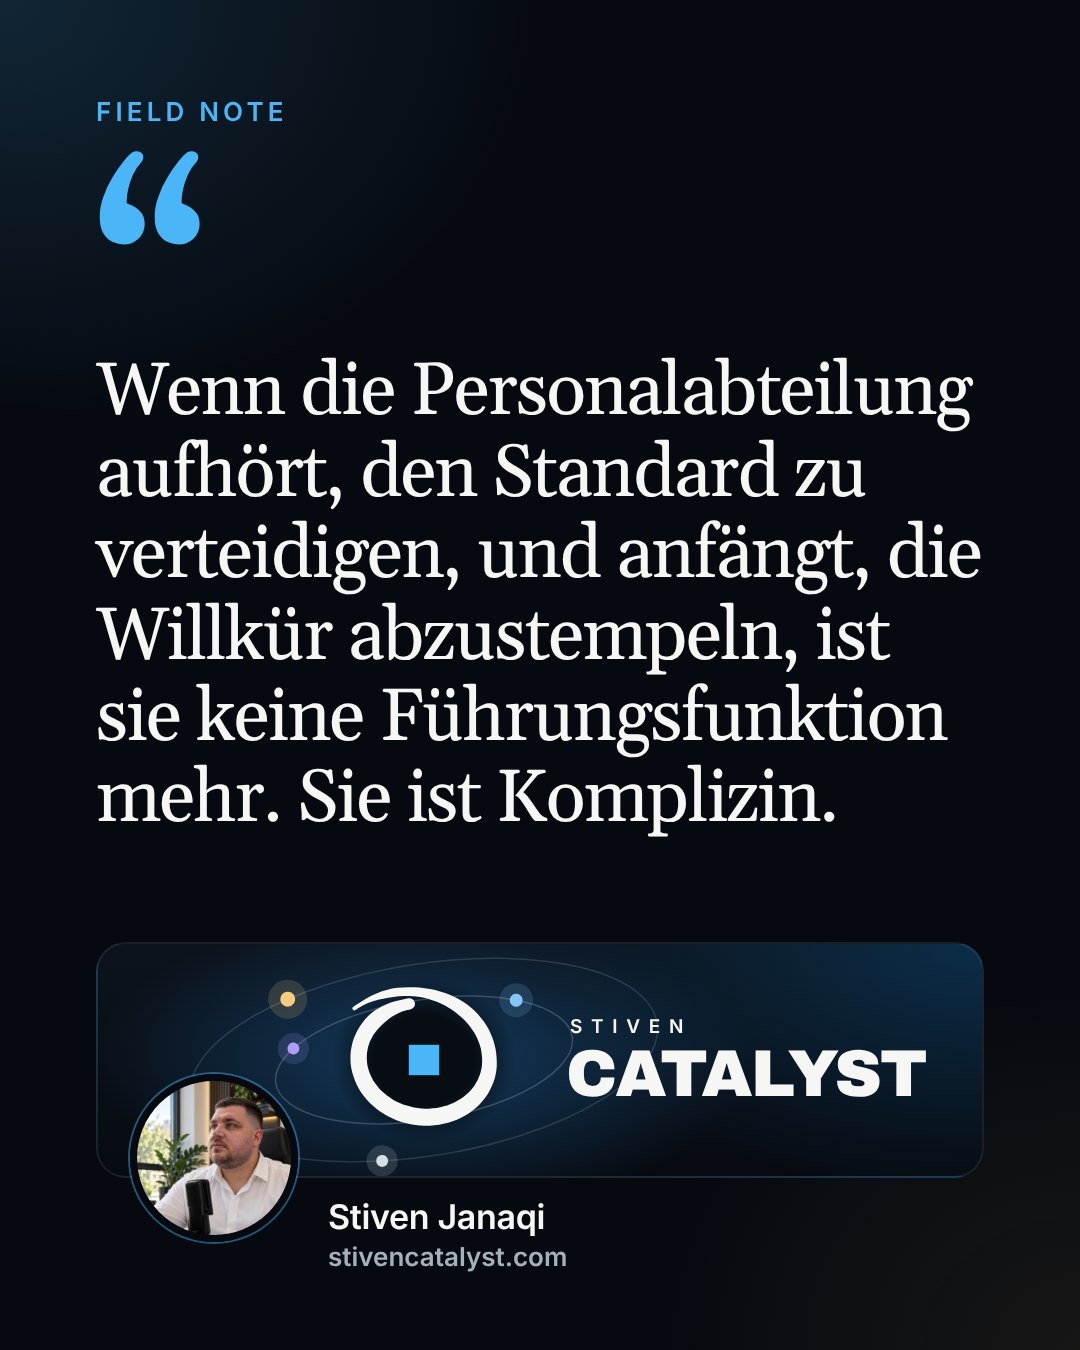 FIELD NOTE
“
Wenn die Personalabteilung
aufhört, den Standard zu
verteidigen, und anfängt, die
Willkür abzustempeln, ist
sie keine Führungsfunktion
mehr. Sie ist Komplizin.
STIVEN
CATALYST
Stiven Janaqi
stivencatalyst.com